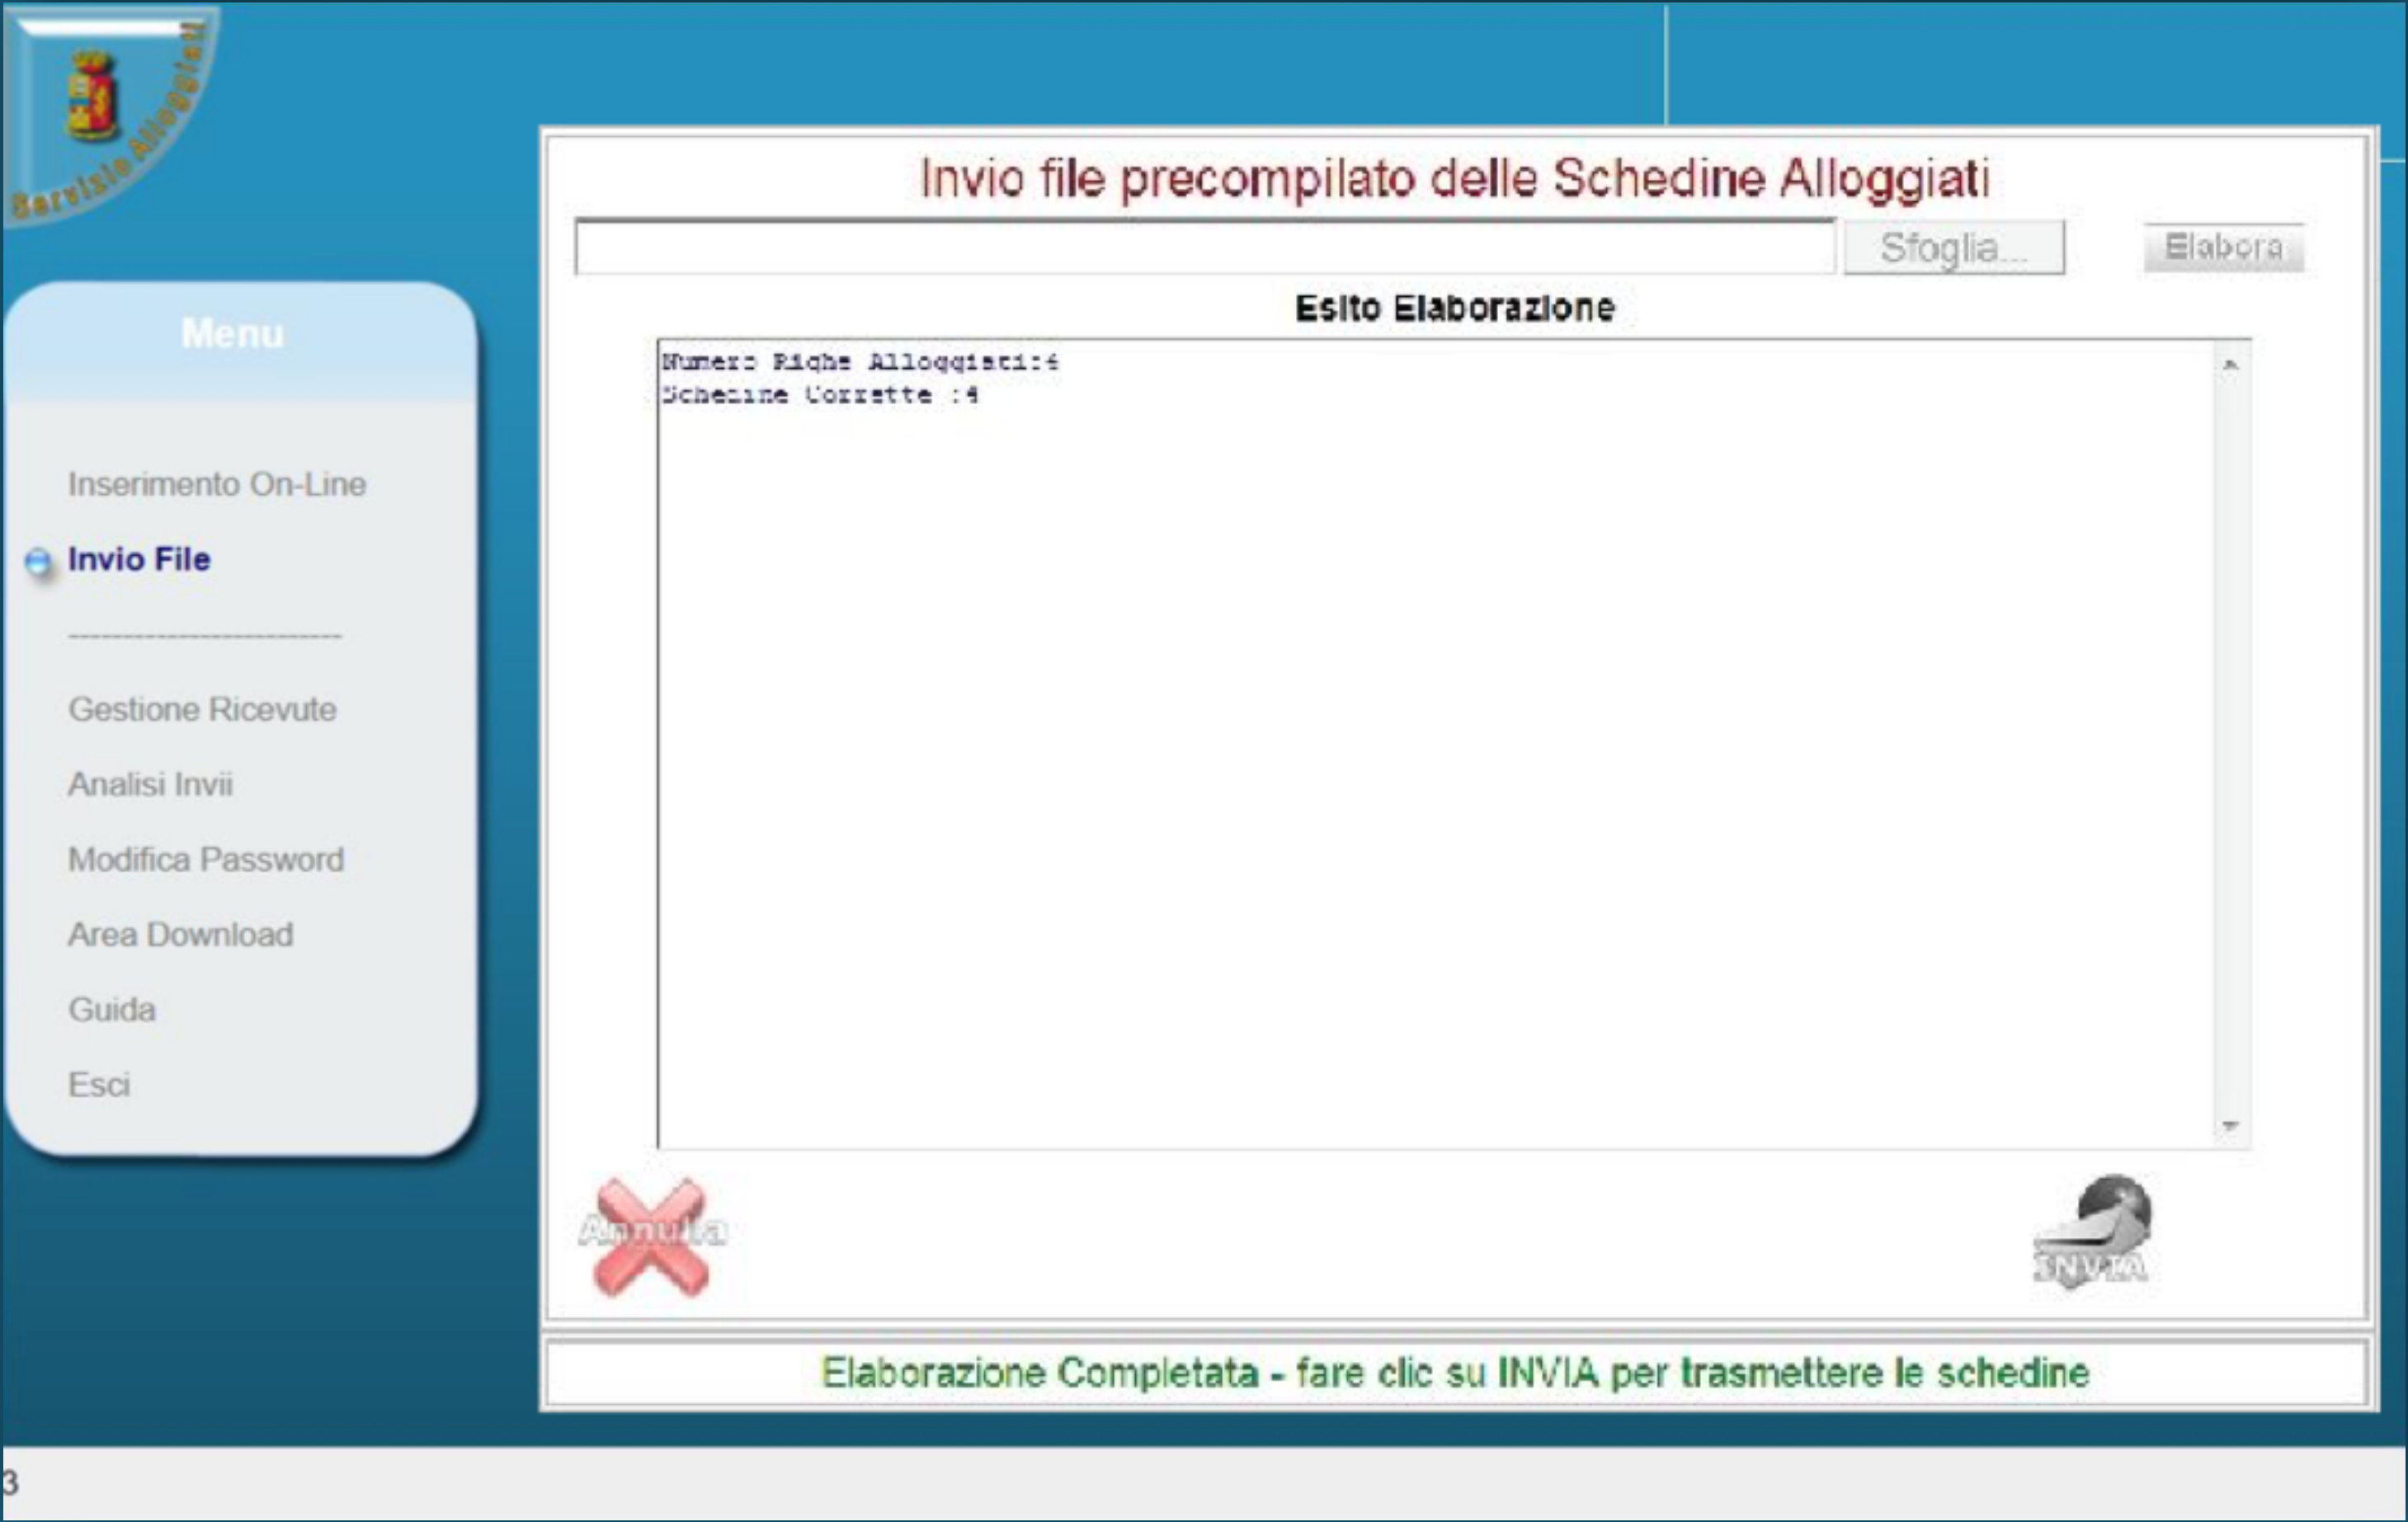 Servizio Alloggiati
Invio file precompilato delle Schedine Alloggiati
Sfoglia...
Elabora
Esito Elaborazione
Numero Righe Alloggiati:
Schedine Corrette :4
Menu
Inserimento On-Line
Invio File
-------------------------
Gestione Ricevute
Analisi Invii
Modifica Password
Area Download
Guida
Esci
Annulla
INVIA
Elaborazione Completata - fare clic su INVIA per trasmettere le schedine
3